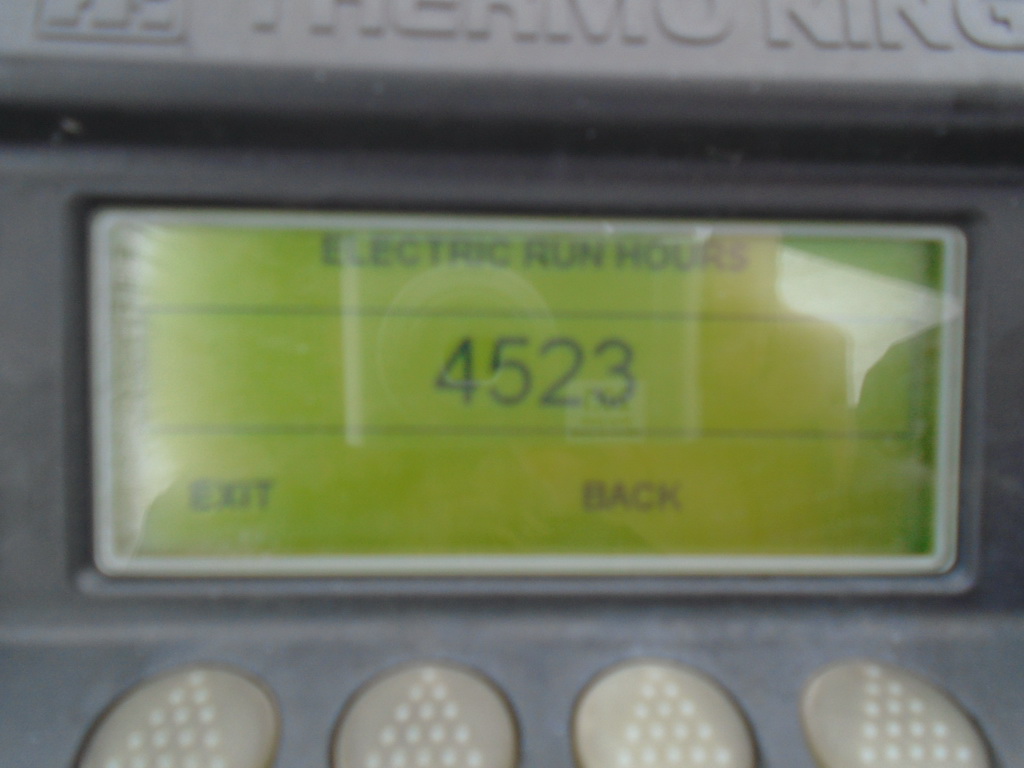 THERMO KING
ELECTRIC RUN HOURS
4523
EXIT BACK